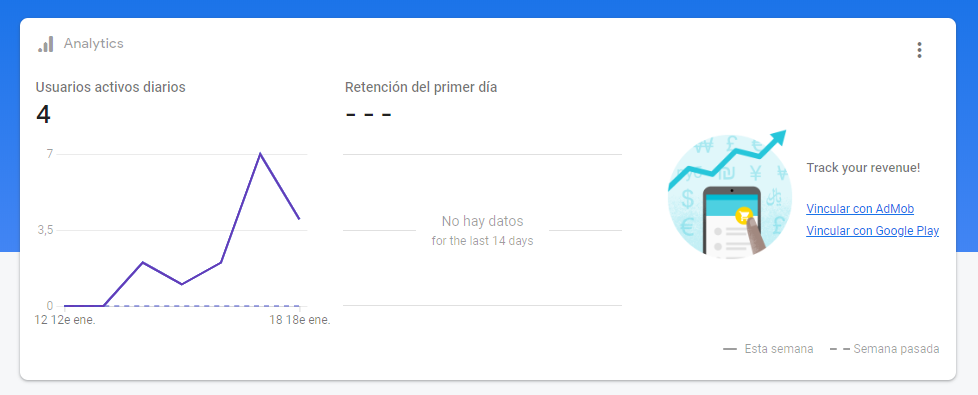 Analytics
Usuarios activos diarios
4
7
3,5
0
12 12e ene.
18 18e ene.
Retención del primer día
---
No hay datos
for the last 14 days
Track your revenue!
Vincular con AdMob
Vincular con Google Play
Esta semana
Semana pasada